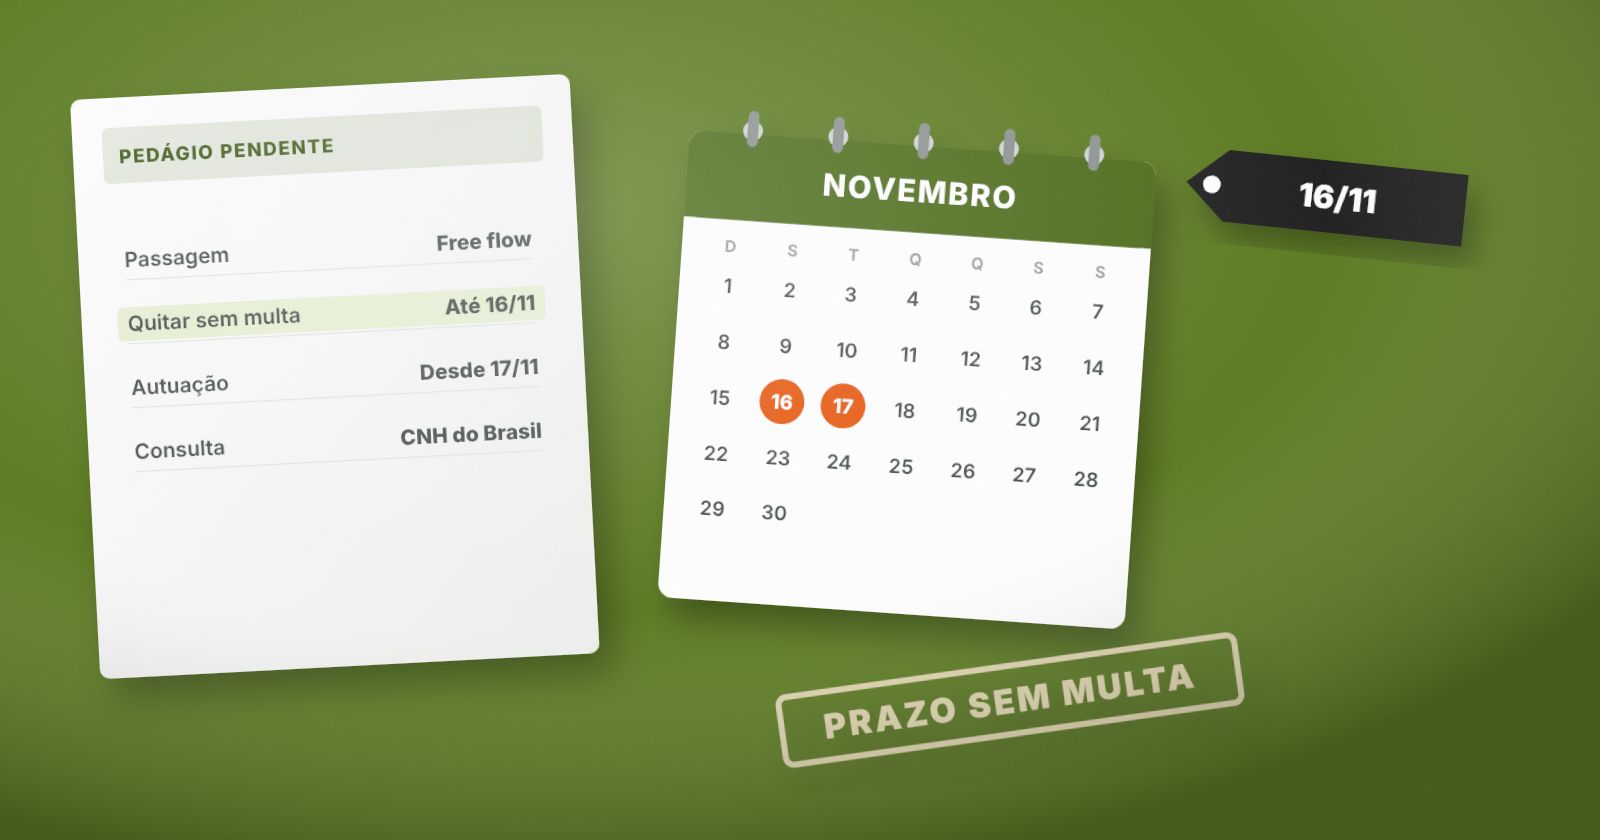 PEDÁGIO PENDENTE
Passagem Free flow
Quitar sem multa Até 16/11
Autuação Desde 17/11
Consulta CNH do Brasil
NOVEMBRO
D S T Q Q S S
1 2 3 4 5 6 7
8 9 10 11 12 13 14
15 16 17 18 19 20 21
22 23 24 25 26 27 28
29 30
16/11
PRAZO SEM MULTA